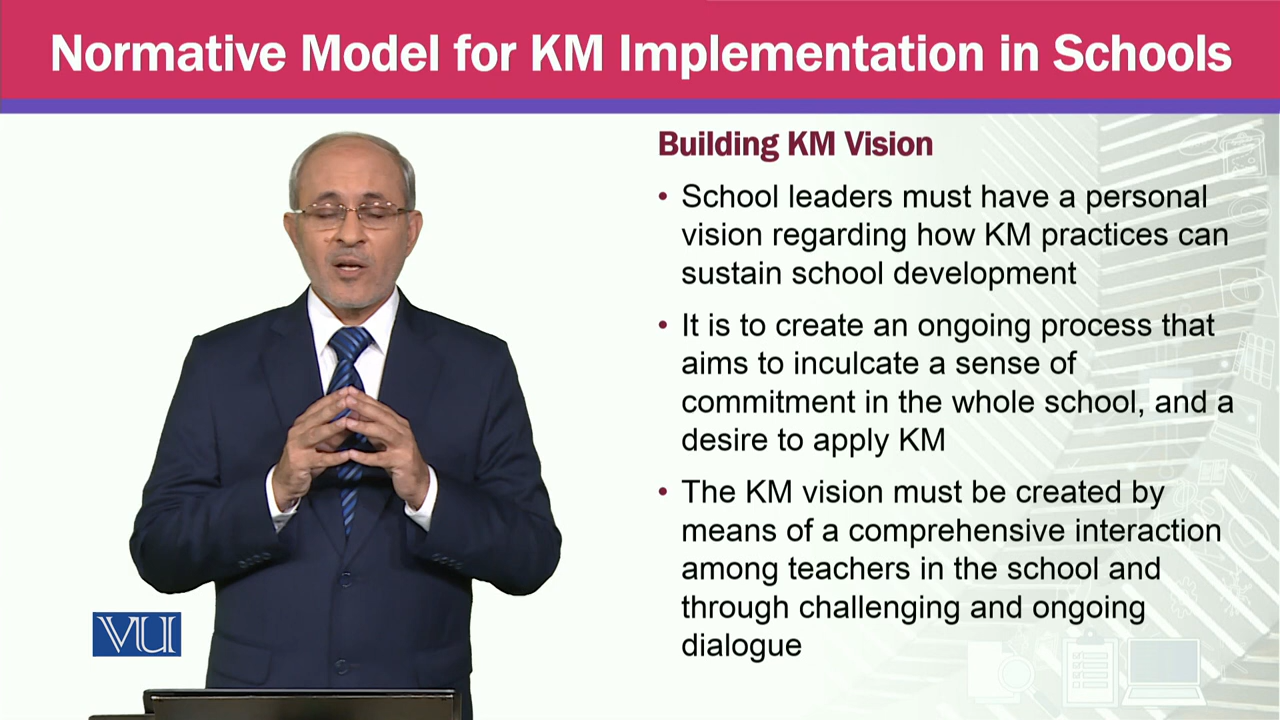 Normative Model for KM Implementation in Schools
Building KM Vision
• School leaders must have a personal
vision regarding how KM practices can
sustain school development
• It is to create an ongoing process that
aims to inculcate a sense of
commitment in the whole school, and a
desire to apply KM
• The KM vision must be created by
means of a comprehensive interaction
among teachers in the school and
through challenging and ongoing
dialogue
VU